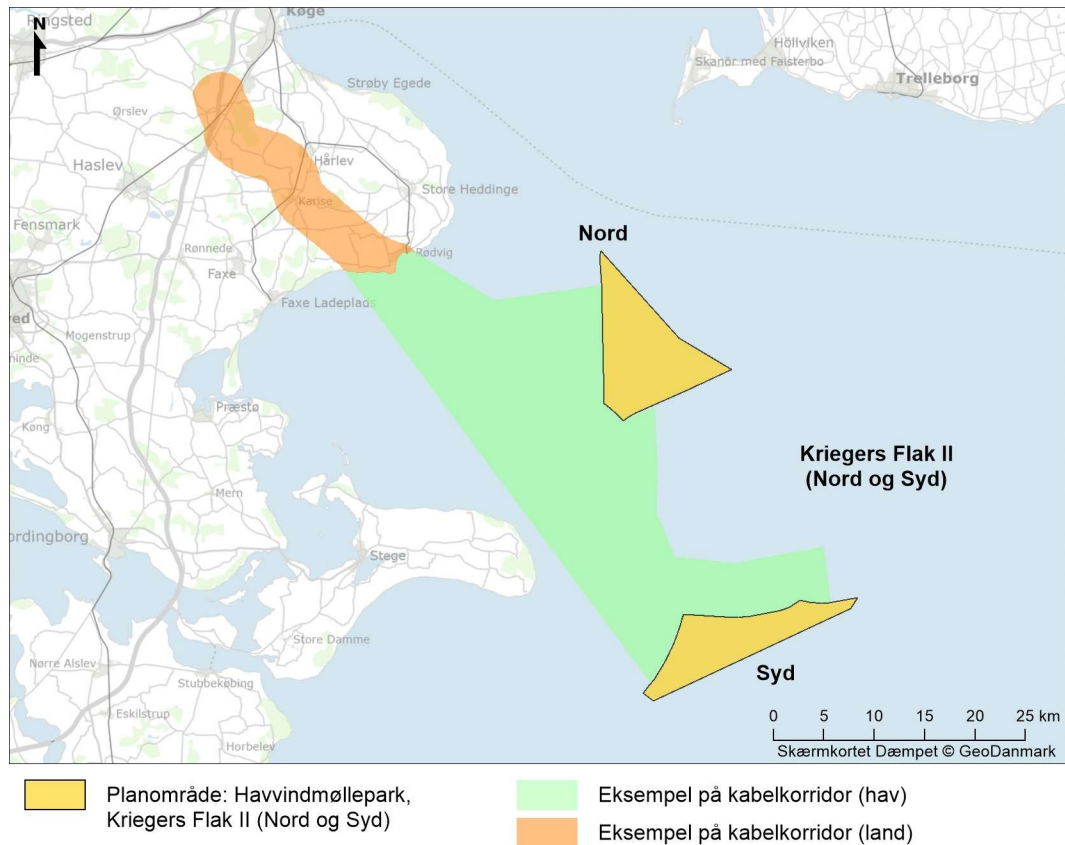 Ringsted
N
Køge
Höllviken
Skanör med Falsterbo
Trelleborg
Strøby Egede
Ørslev
Hårlev
Haslev
Store Heddinge
Karise
Fensmark
Nord
Rønnede
Rødvig
Faxe
Faxe Ladeplads
Mogenstrup
Præstø
Køng
Kriegers Flak II
(Nord og Syd)
Mern
ordingborg
Stege
Store Damme
Nørre Alslev
Stubbekøbing
Syd
Eskilstrup
Horbelev
0 5 10 15 20 25 km
Skærmkortet Dæmpet © GeoDanmark
Planområde: Havvindmøllepark,
Kriegers Flak II (Nord og Syd)
Eksempel på kabelkorridor (hav)
Eksempel på kabelkorridor (land)